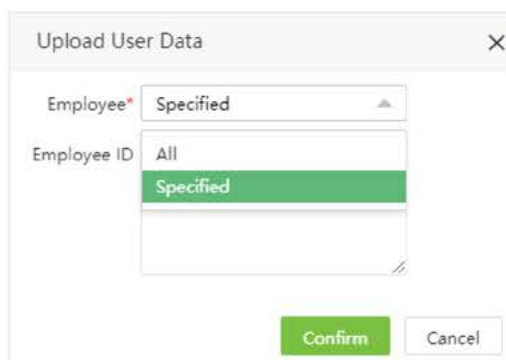 Upload User Data
Employee* Specified
Employee ID All
Specified
Confirm Cancel